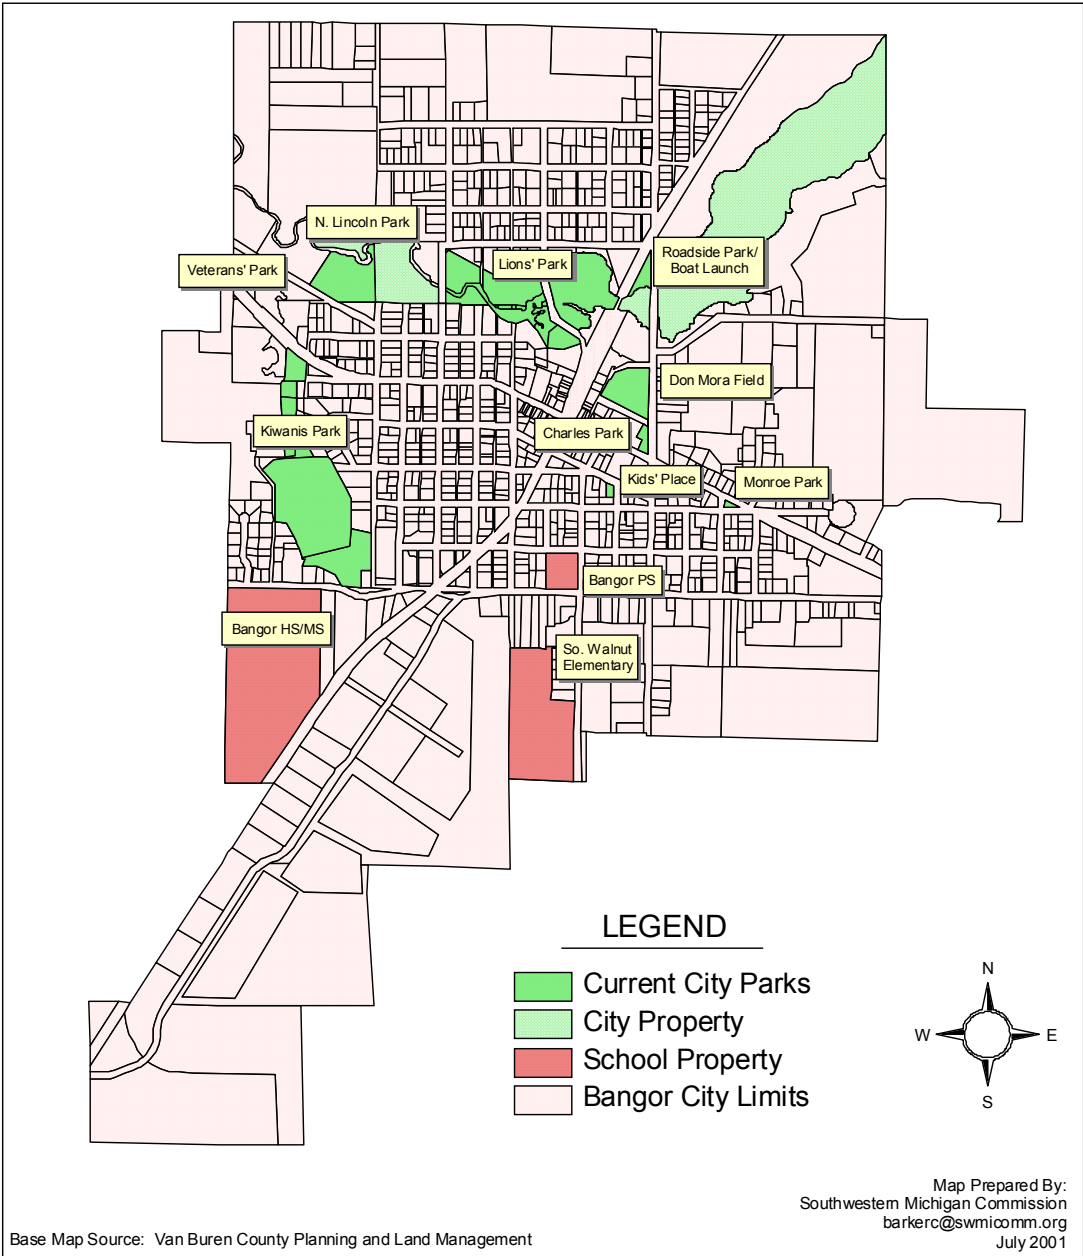 N. Lincoln Park
Veterans' Park
Lions' Park
Roadside Park/
Boat Launch
Don Mora Field
Kiwanis Park
Charles Park
Kids' Place
Monroe Park
Bangor PS
Bangor HS/MS
So. Walnut
Elementary
LEGEND
Current City Parks
City Property
School Property
Bangor City Limits
N
W
E
S
Map Prepared By:
Southwestern Michigan Commission
barkerc@swmicomm.org
July 2001
Base Map Source: Van Buren County Planning and Land Management